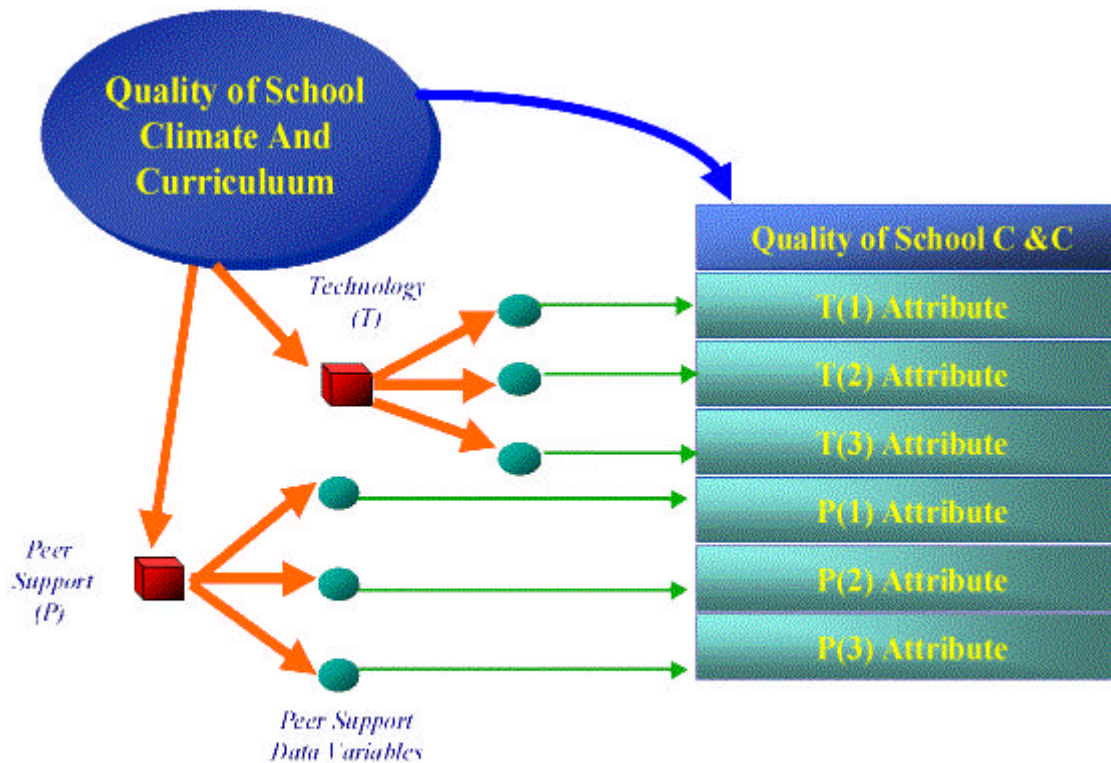 Quality of School
Climate And
Curriculuum
Quality of School C &C
Technology
(T)
T(1) Attribute
T(2) Attribute
T(3) Attribute
P(1) Attribute
Peer
Support
(P)
P(2) Attribute
P(3) Attribute
Peer Support
Data Variables